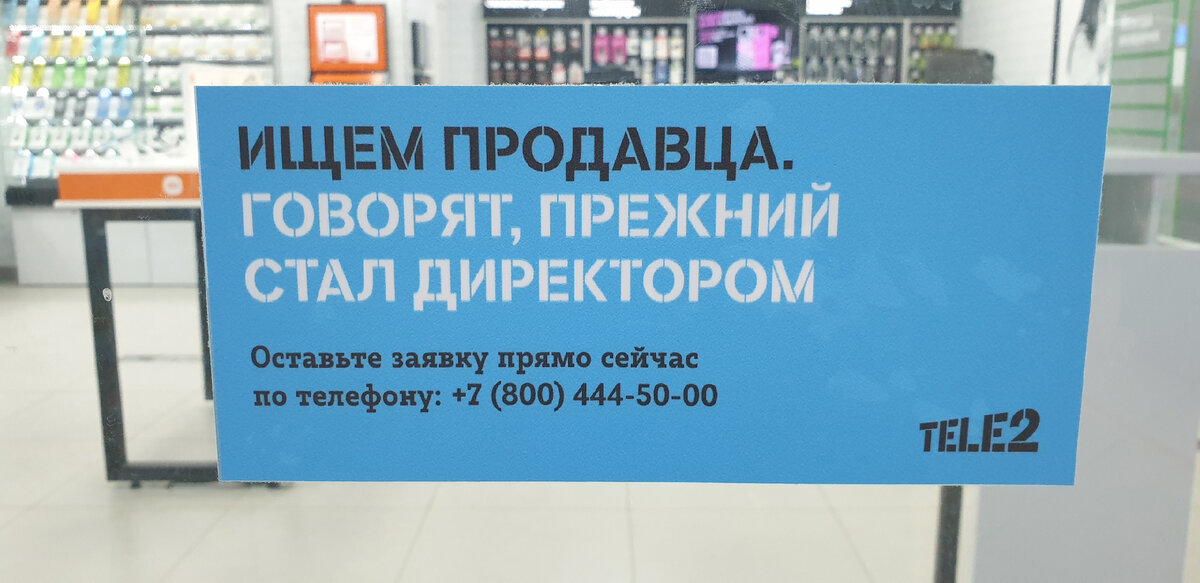 ИЩЕМ ПРОДАВЦА.
ГОВОРЯТ, ПРЕЖНИЙ
СТАЛ ДИРЕКТОРОМ
Оставьте заявку прямо сейчас
по телефону: +7 (800) 444-50-00
TELE2